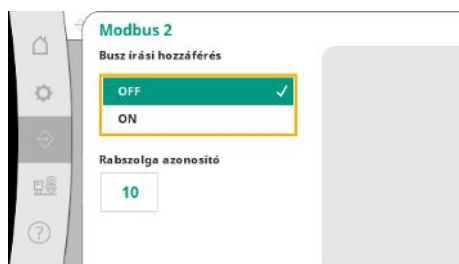 Modbus 2
Busz írási hozzáférés
OFF
ON
Rabszolga azonosító
10